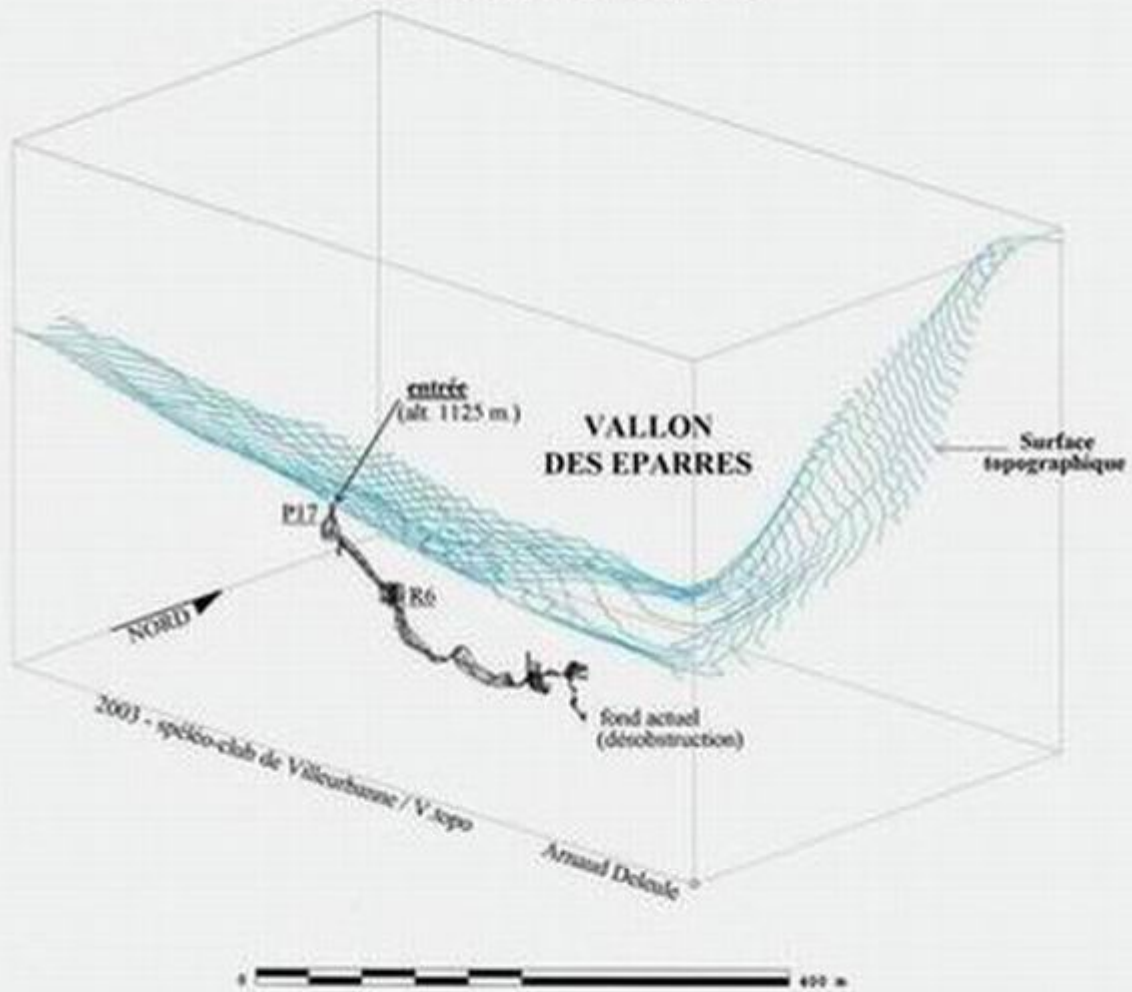 entrée
(alt. 1125 m.)
VALLON
DES EPARRES
Surface
topographique
P17
R6
NORD
fond actuel
(désobstruction)
2003 - spéléo-club de Villeurbanne / V.topo
Arnaud Deleule
0
400 m